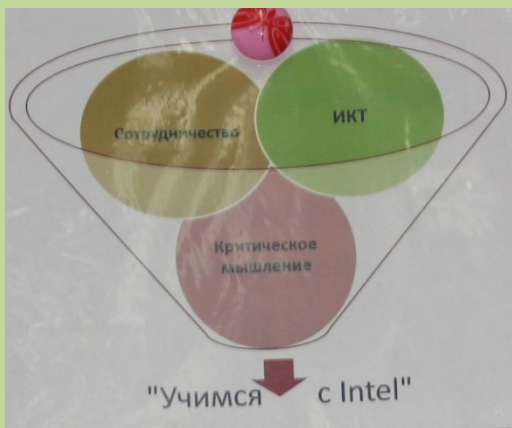 Сотрудничество
ИКТ
Критическое
мышление
"Учимся с Intel"